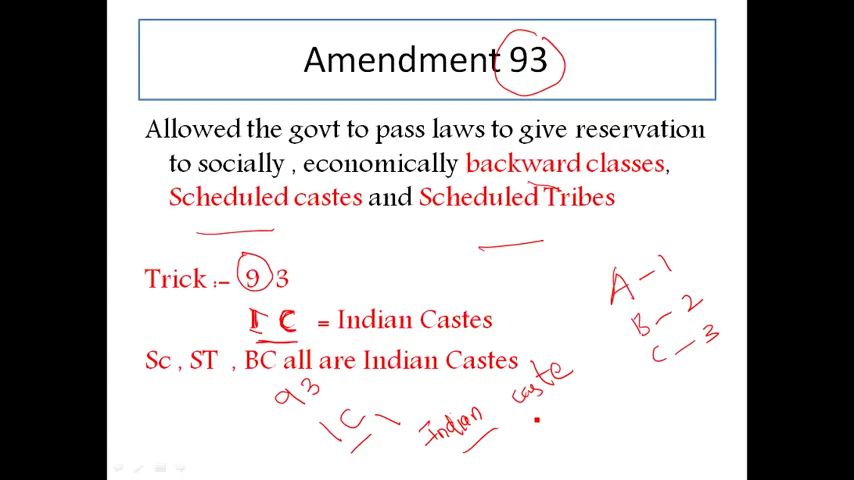 Amendment 93
Allowed the govt to pass laws to give reservation
to socially , economically backward classes,
Scheduled castes and Scheduled Tribes
Trick :- 9 3
I C = Indian Castes
Sc , ST , BC all are Indian Castes
A - 1
B - 2
C - 3
93
IC
Indian caste